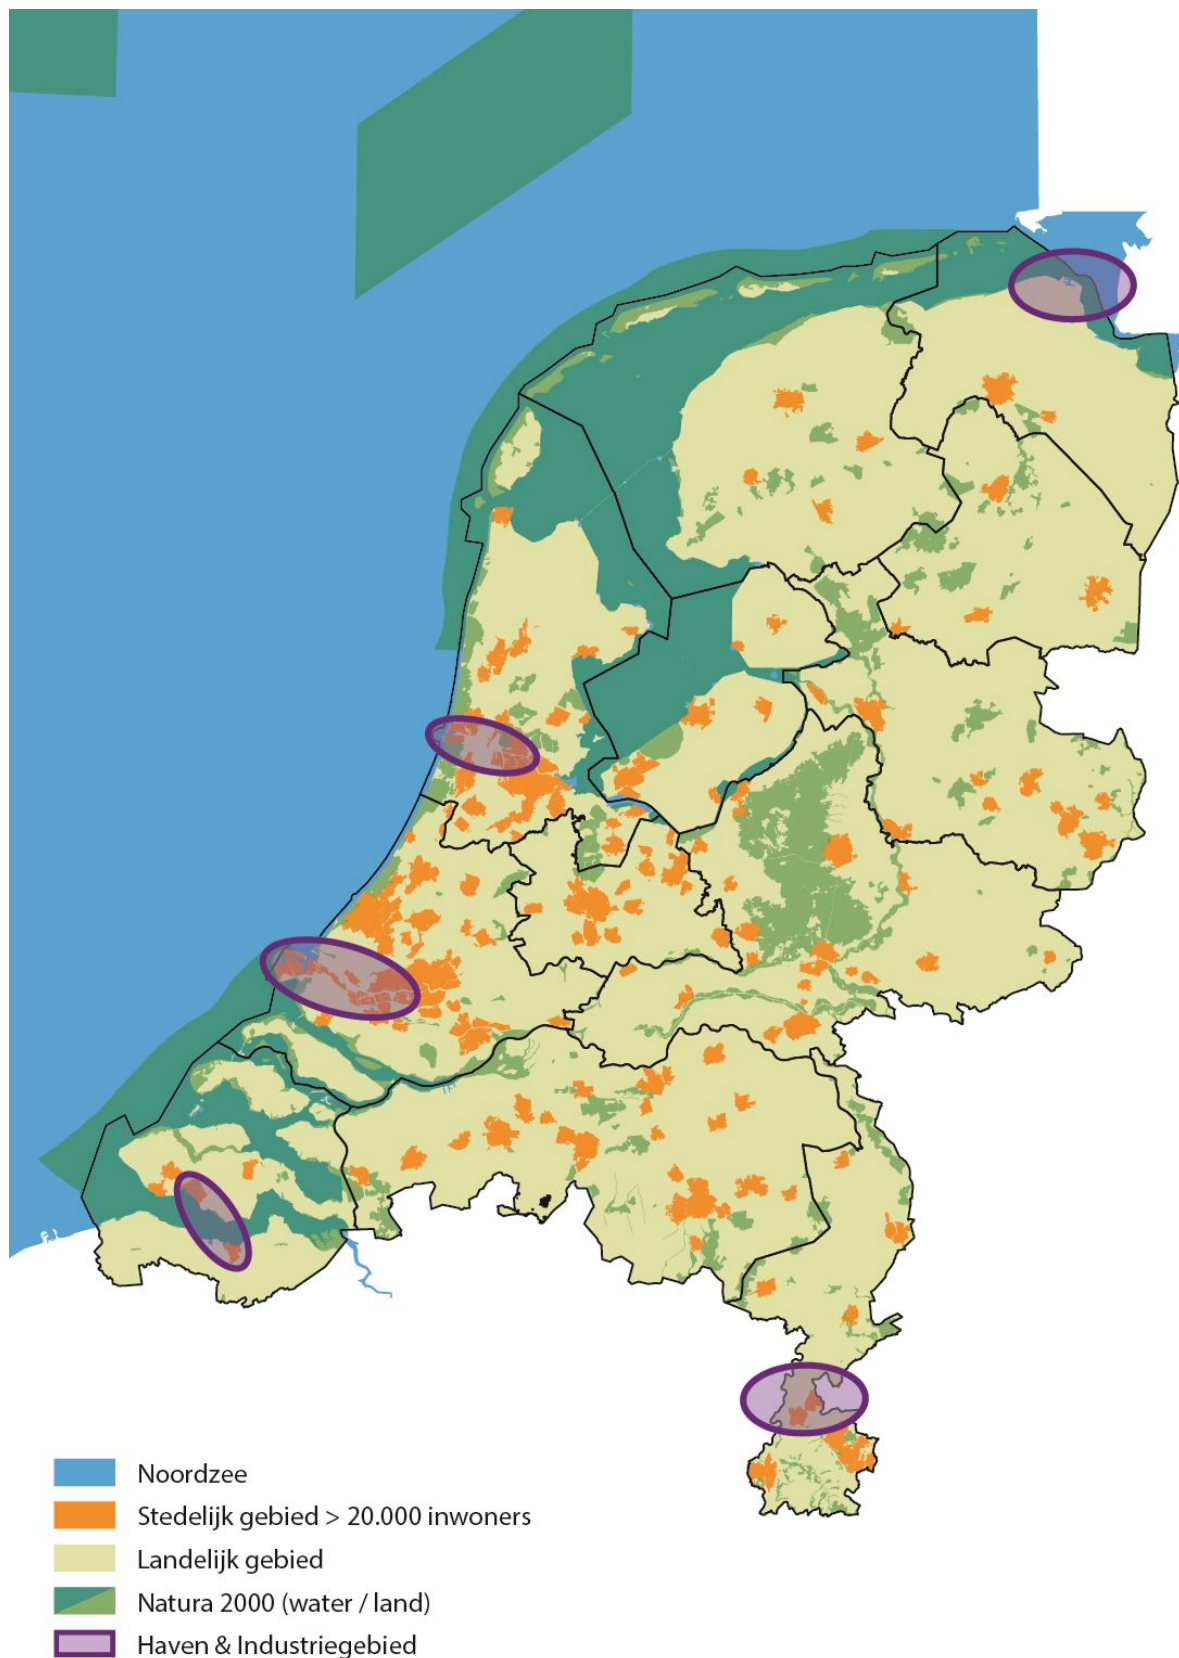 Noordzee
Stedelijk gebied > 20.000 inwoners
Landelijk gebied
Natura 2000 (water / land)
Haven & Industriegebied